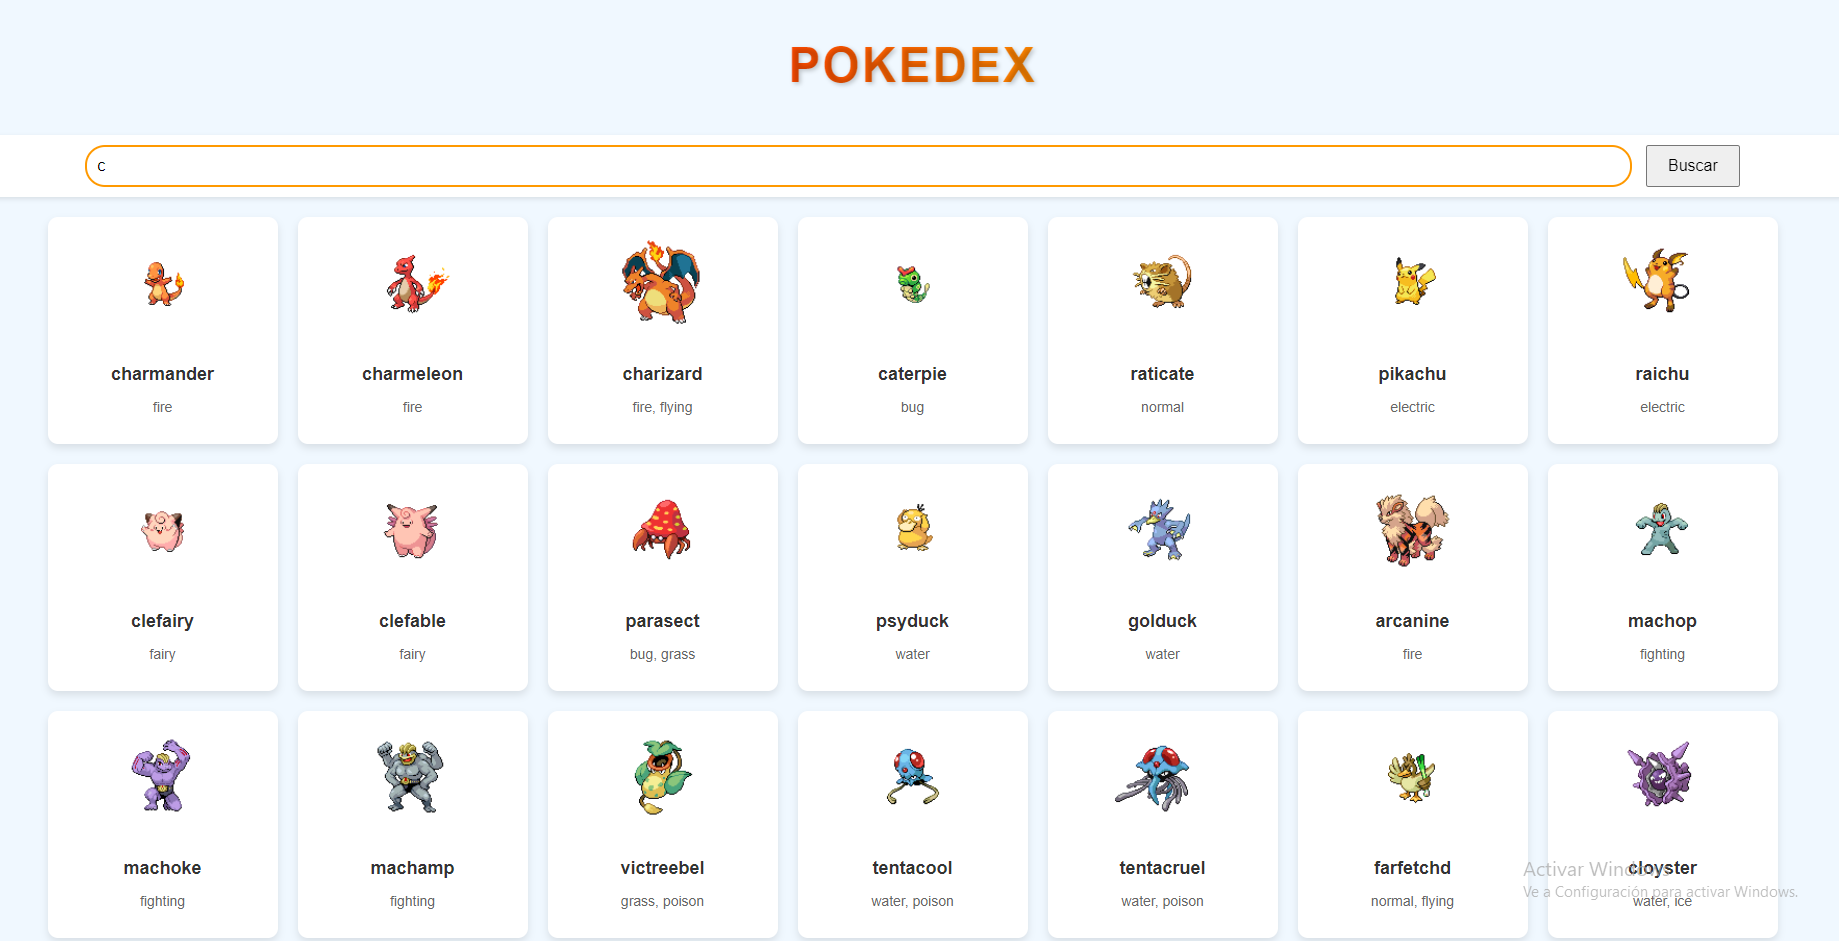 POKEDEX
c
Buscar
charmander
fire
charmeleon
fire
charizard
fire, flying
caterpie
bug
raticate
normal
pikachu
electric
raichu
electric
clefairy
fairy
clefable
fairy
parasect
bug, grass
psyduck
water
golduck
water
arcanine
fire
machop
fighting
machoke
fighting
machamp
fighting
victreebel
grass, poison
tentacool
water, poison
tentacruel
water, poison
farfetchd
normal, flying
cloyster
water, ice
Activar Windows
Ve a Configuración para activar Windows.